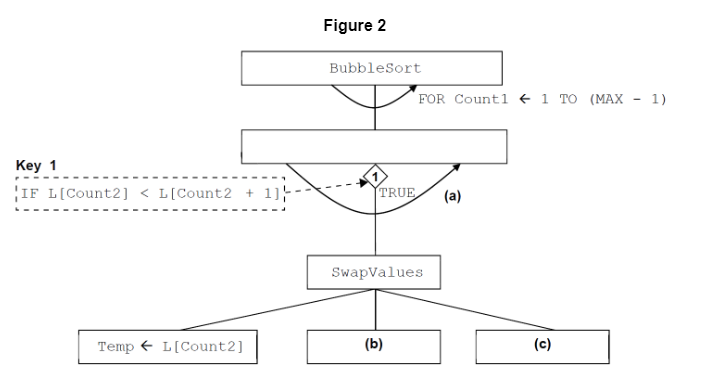 Figure 2
BubbleSort
FOR Count1 ← 1 TO (MAX - 1)
Key 1
IF L[Count2] < L[Count2 + 1]
1
TRUE
(a)
SwapValues
Temp ← L[Count2]
(b)
(c)